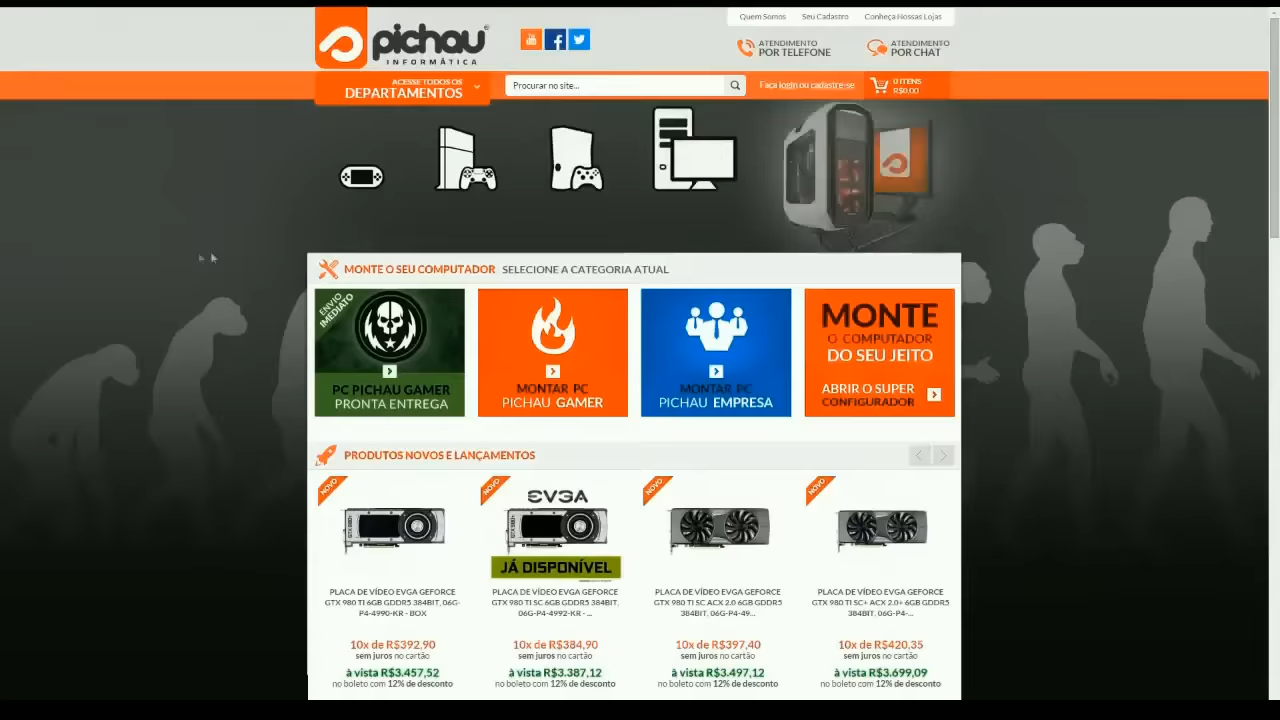 Quem Somos Seu Cadastro Conheça Nossas Lojas
pichau
INFORMÁTICA
ATENDIMENTO
POR TELEFONE
ATENDIMENTO
POR CHAT
ACESSE TODOS OS
DEPARTAMENTOS
Procurar no site...
Faça login ou cadastre-se
0 ITENS
R$0,00
MONTE O SEU COMPUTADOR SELECIONE A CATEGORIA ATUAL
ENVIO
IMEDIATO
PC PICHAU GAMER
PRONTA ENTREGA
MONTAR PC
PICHAU GAMER
MONTAR PC
PICHAU EMPRESA
MONTE
O COMPUTADOR
DO SEU JEITO
ABRIR O SUPER
CONFIGURADOR
PRODUTOS NOVOS E LANÇAMENTOS
NOVO
NOVO
NOVO
NOVO
EVGA
JÁ DISPONÍVEL
PLACA DE VÍDEO EVGA GEFORCE
GTX 980 TI 6GB GDDR5 384BIT, 06G-
P4-4990-KR - BOX
10x de R$392,90
sem juros no cartão
à vista R$3.457,52
no boleto com 12% de desconto
PLACA DE VÍDEO EVGA GEFORCE
GTX 980 TI SC 6GB GDDR5 384BIT,
06G-P4-4992-KR - ...
10x de R$384,90
sem juros no cartão
à vista R$3.387,12
no boleto com 12% de desconto
PLACA DE VÍDEO EVGA GEFORCE
GTX 980 TI SC ACX 2.0 6GB GDDR5
384BIT, 06G-P4-49...
10x de R$397,40
sem juros no cartão
à vista R$3.497,12
no boleto com 12% de desconto
PLACA DE VÍDEO EVGA GEFORCE
GTX 980 TI SC+ ACX 2.0+ 6GB GDDR5
384BIT, 06G-P4-...
10x de R$420,35
sem juros no cartão
à vista R$3.699,09
no boleto com 12% de desconto